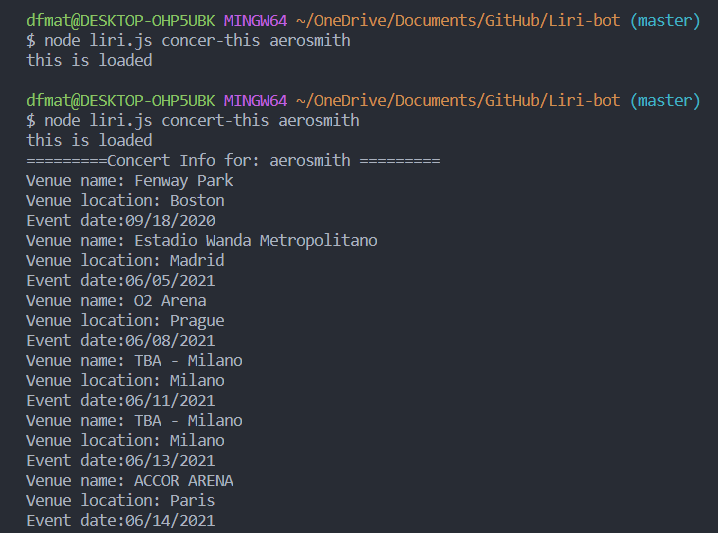 dfmat@DESKTOP-OHP5UBK MINGW64 ~/OneDrive/Documents/GitHub/Liri-bot (master)
$ node liri.js concer-this aerosmith
this is loaded
dfmat@DESKTOP-OHP5UBK MINGW64 ~/OneDrive/Documents/GitHub/Liri-bot (master)
$ node liri.js concert-this aerosmith
this is loaded
=========Concert Info for: aerosmith =========
Venue name: Fenway Park
Venue location: Boston
Event date:09/18/2020
Venue name: Estadio Wanda Metropolitano
Venue location: Madrid
Event date:06/05/2021
Venue name: O2 Arena
Venue location: Prague
Event date:06/08/2021
Venue name: TBA - Milano
Venue location: Milano
Event date:06/11/2021
Venue name: TBA - Milano
Venue location: Milano
Event date:06/13/2021
Venue name: ACCOR ARENA
Venue location: Paris
Event date:06/14/2021